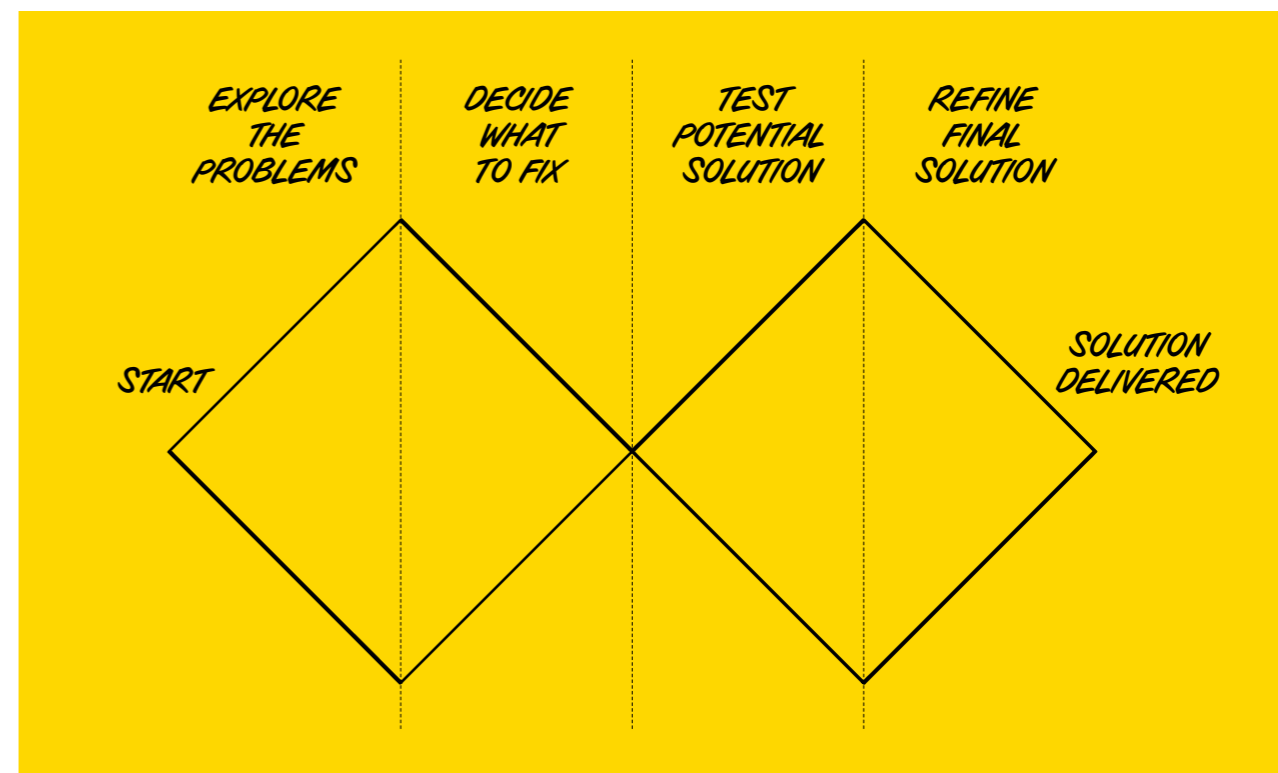 EXPLORE
THE
PROBLEMS
DECIDE
WHAT
TO FIX
TEST
POTENTIAL
SOLUTION
REFINE
FINAL
SOLUTION
START
SOLUTION
DELIVERED